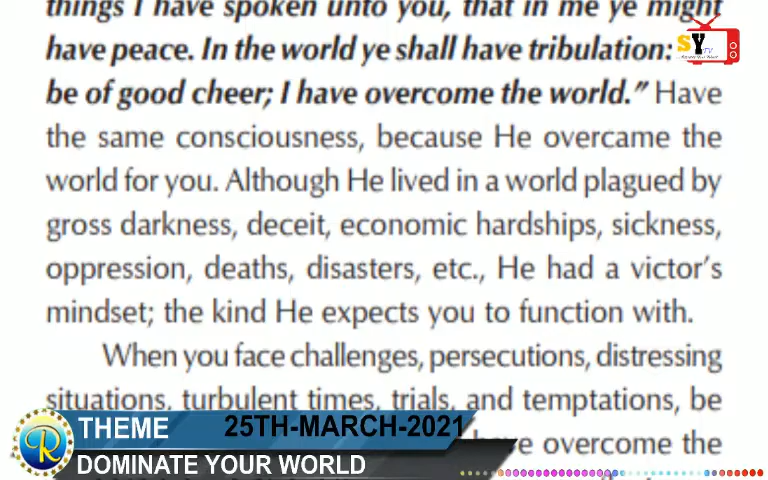 things I have spoken unto you, that in me ye might
have peace. In the world ye shall have tribulation:
be of good cheer; I have overcome the world.” Have
the same consciousness, because He overcame the
world for you. Although He lived in a world plagued by
gross darkness, deceit, economic hardships, sickness,
oppression, deaths, disasters, etc., He had a victor’s
mindset; the kind He expects you to function with.
When you face challenges, persecutions, distressing
situations, turbulent times, trials, and temptations, be
have overcome the
SY TV
THEME 25TH-MARCH-2021
DOMINATE YOUR WORLD
R